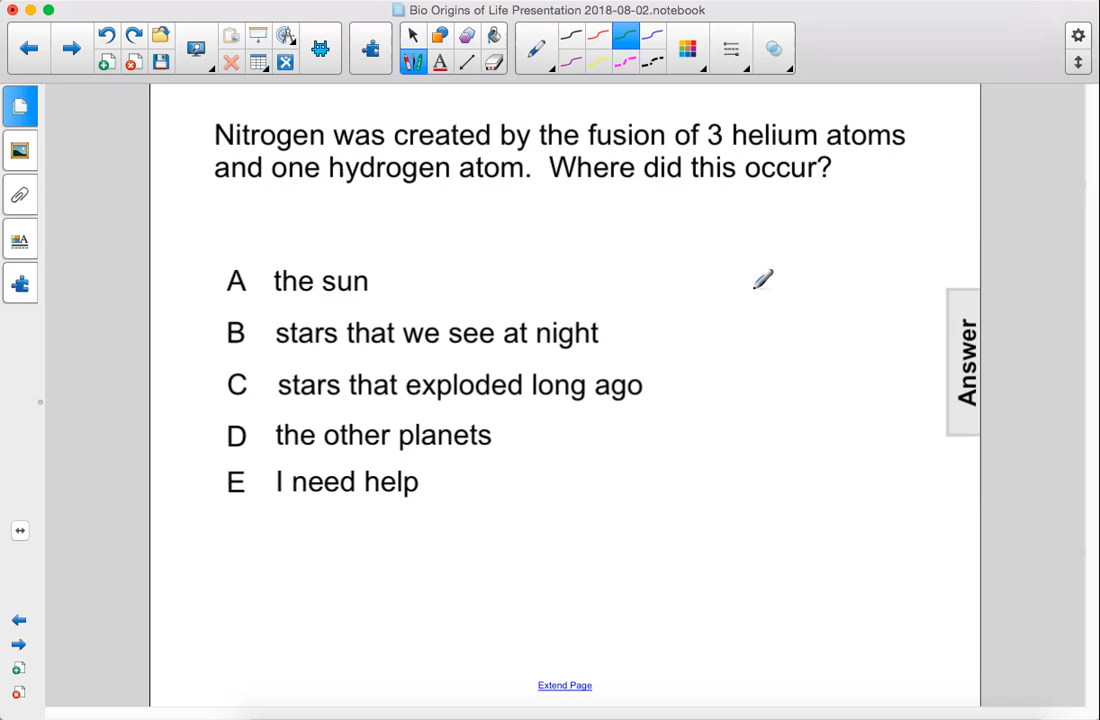 Bio Origins of Life Presentation 2018-08-02.notebook
Nitrogen was created by the fusion of 3 helium atoms
and one hydrogen atom. Where did this occur?
A the sun
B stars that we see at night
C stars that exploded long ago
D the other planets
E I need help
Answer
Extend Page